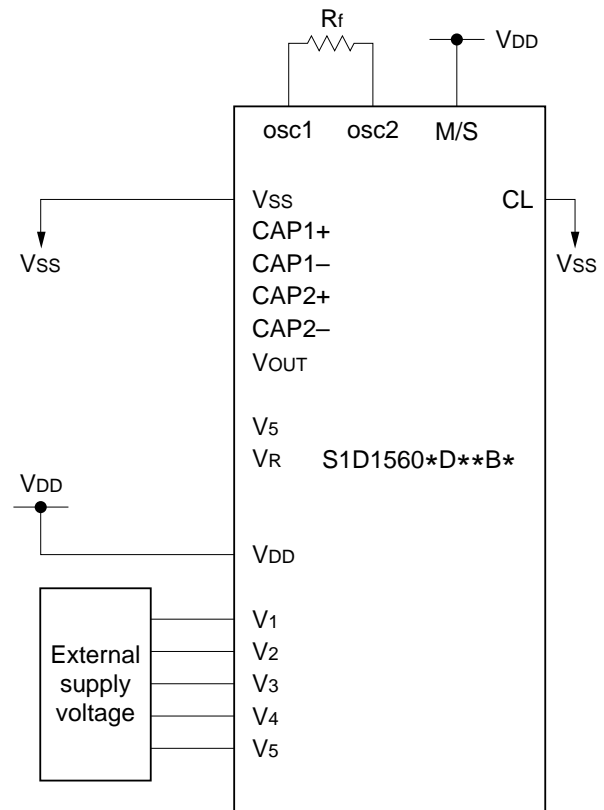 Rf
VDD
osc1 osc2 M/S
VSS CL
CAP1+
VSS CAP1– VSS
CAP2+
CAP2–
VOUT
V5
VR S1D1560*D**B*
VDD
VDD
V1
External V2
supply V3
voltage V4
V5